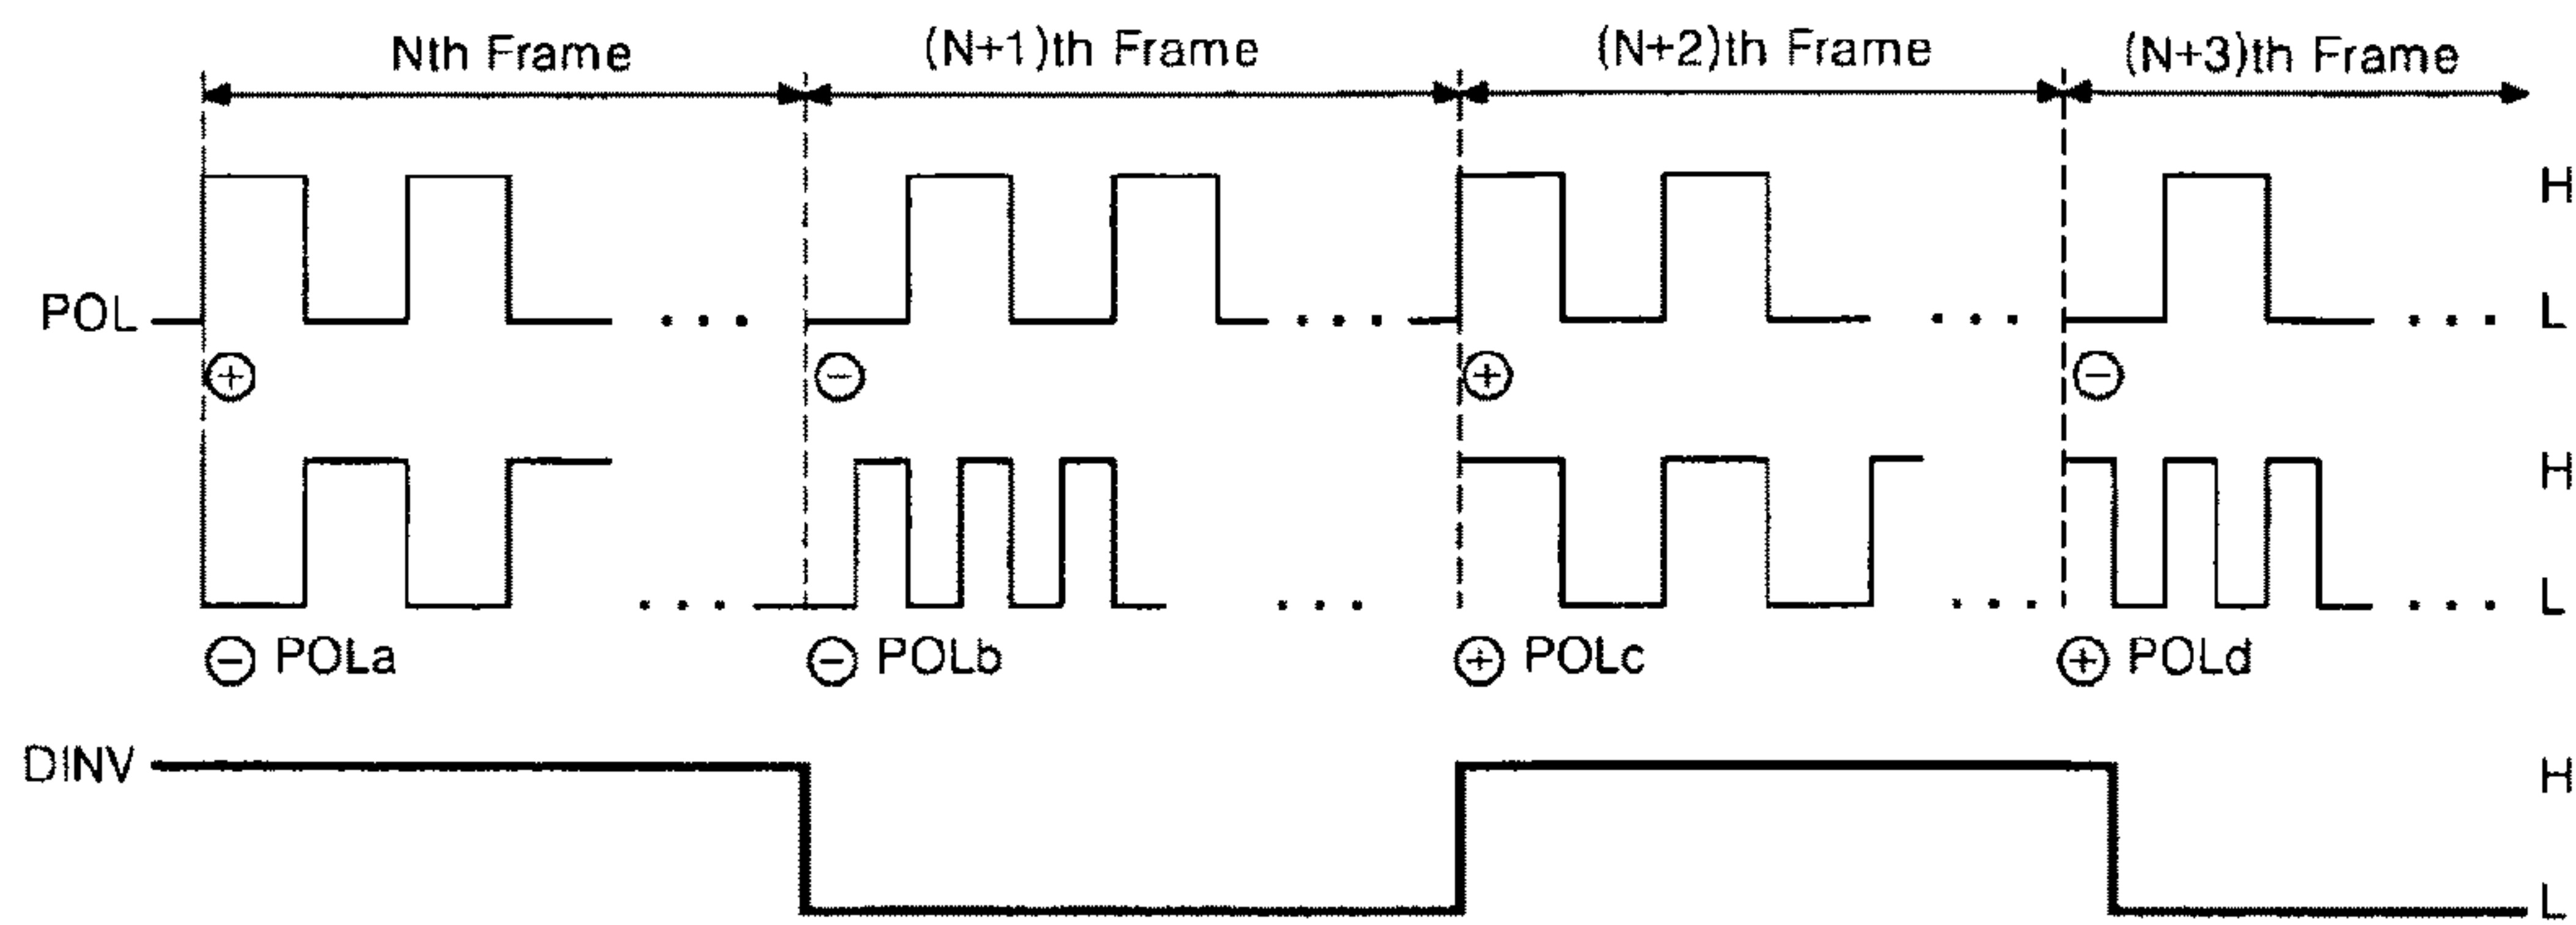 Nth Frame (N+1)th Frame (N+2)th Frame (N+3)th Frame
H
POL L
⊕ ⊖ ⊕ ⊖
H
L
⊖ POLa ⊖ POLb ⊕ POLc ⊕ POLd
DINV H
L